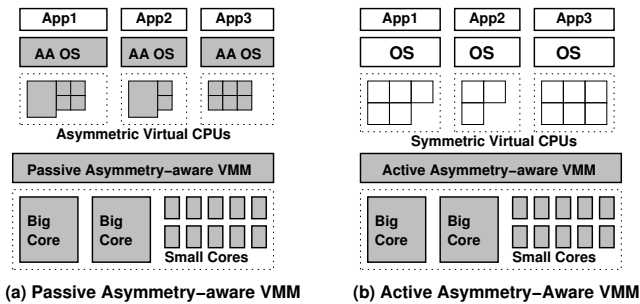 App1 App2 App3
AA OS AA OS AA OS
Asymmetric Virtual CPUs
Passive Asymmetry-aware VMM
Big Core Big Core
Small Cores
(a) Passive Asymmetry-aware VMM
App1 App2 App3
OS OS OS
Symmetric Virtual CPUs
Active Asymmetry-aware VMM
Big Core Big Core
Small Cores
(b) Active Asymmetry-Aware VMM